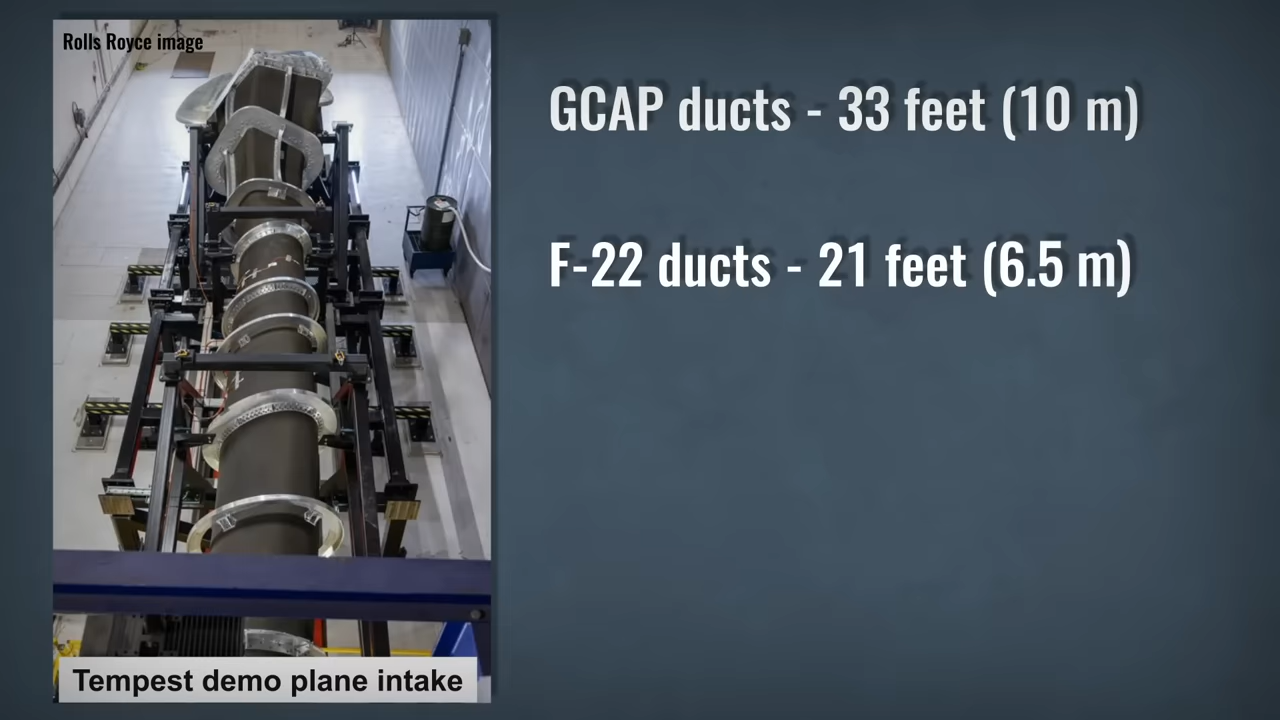 Rolls Royce image
GCAP ducts - 33 feet (10 m)
F-22 ducts - 21 feet (6.5 m)
Tempest demo plane intake